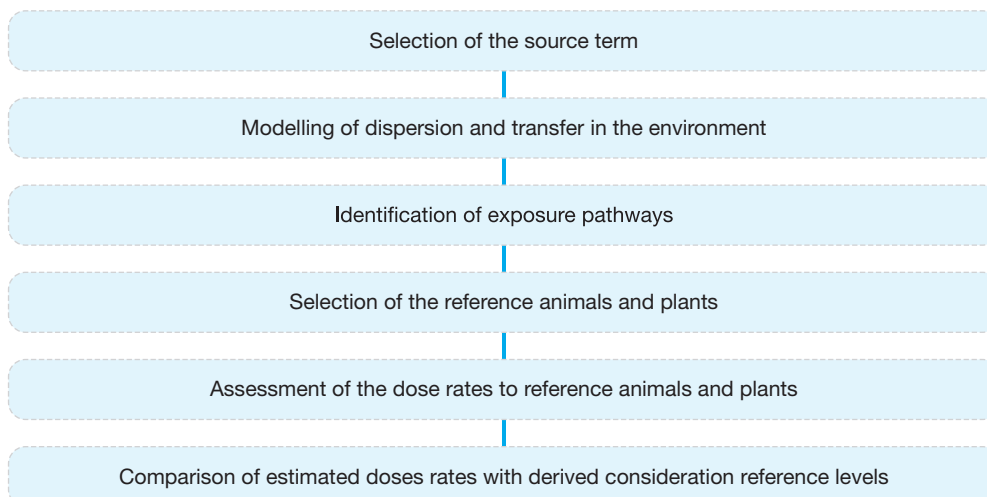 Selection of the source term
Modelling of dispersion and transfer in the environment
Identification of exposure pathways
Selection of the reference animals and plants
Assessment of the dose rates to reference animals and plants
Comparison of estimated doses rates with derived consideration reference levels